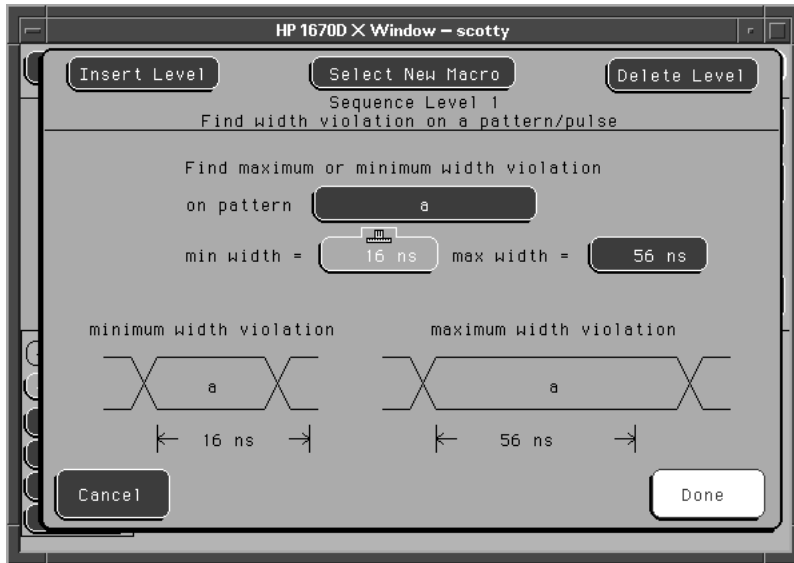 HP 1670D X Window – scotty
Insert Level Select New Macro Delete Level
Sequence Level 1
Find width violation on a pattern/pulse
Find maximum or minimum width violation
on pattern a
min width = 16 ns max width = 56 ns
minimum width violation maximum width violation
a a
16 ns 56 ns
Cancel Done